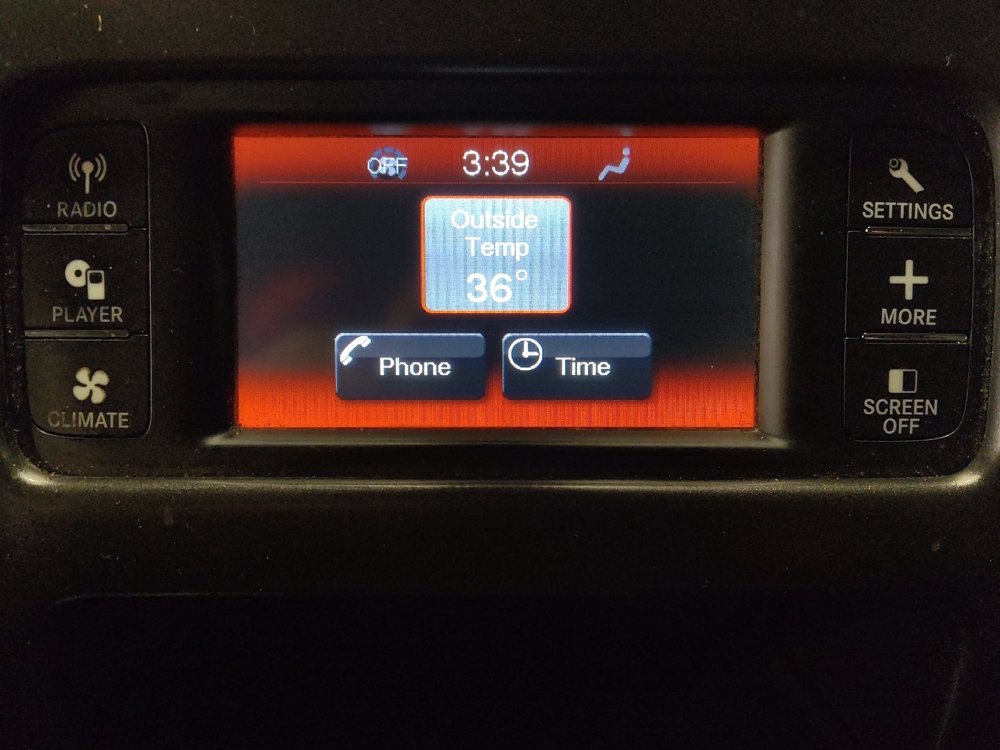 OFF 3:39
RADIO
PLAYER
CLIMATE
Outside
Temp
36°
Phone
Time
SETTINGS
MORE
SCREEN
OFF